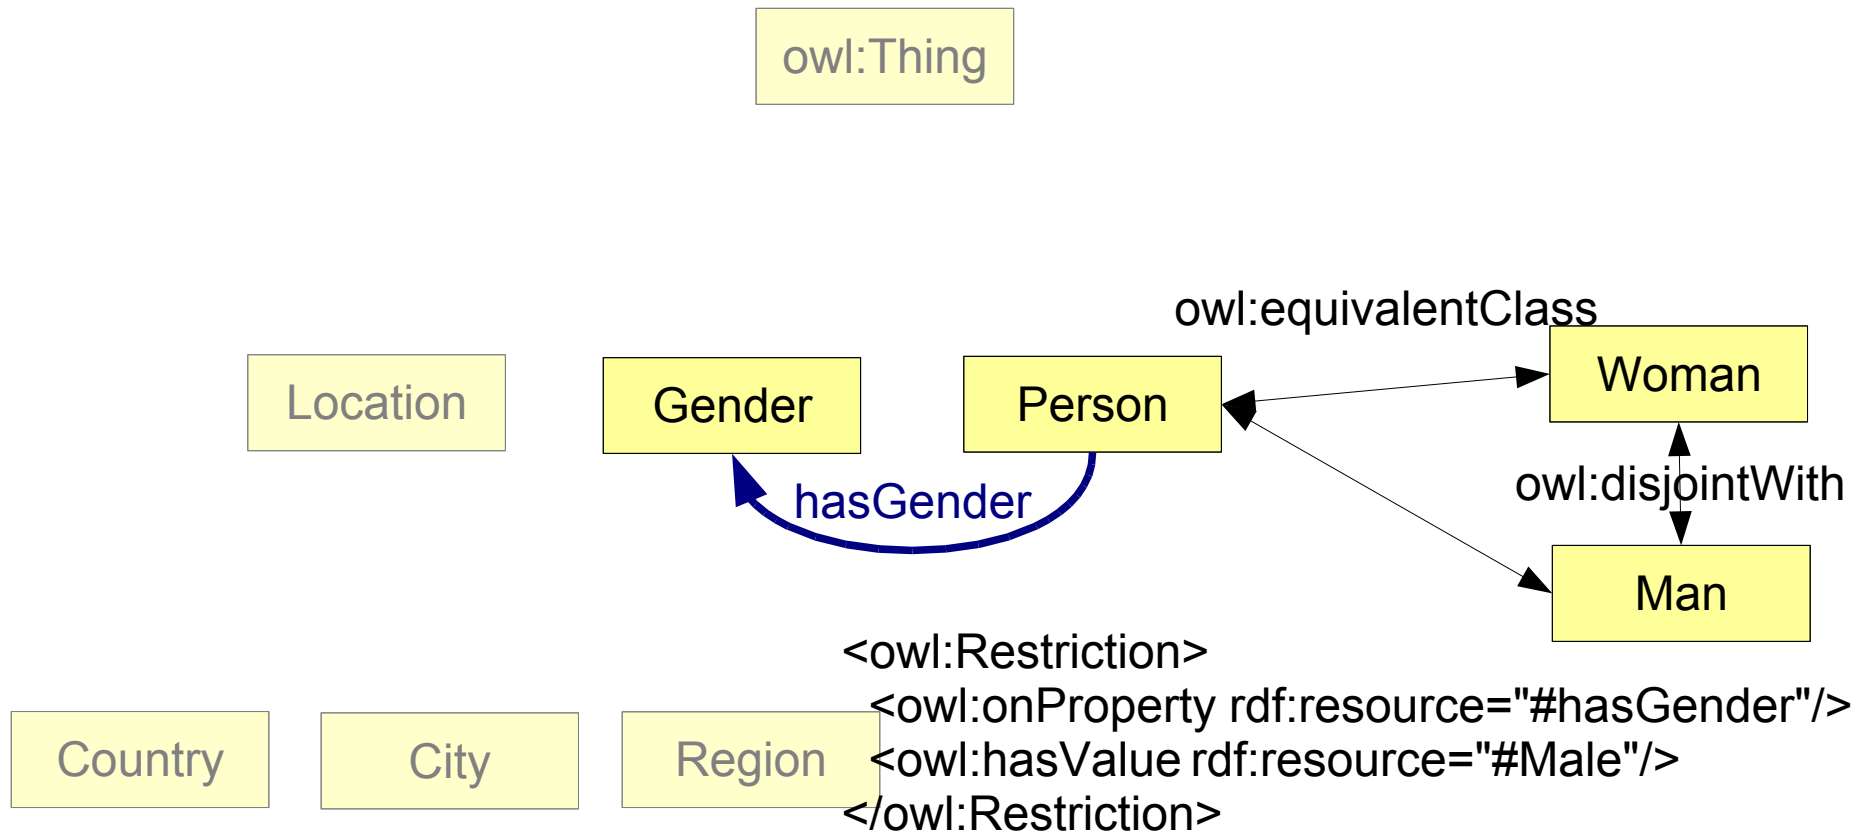 owl:Thing
owl:equivalentClass
Woman
Location
Gender
Person
owl:disjointWith
hasGender
Man
<owl:Restriction>
<owl:onProperty rdf:resource="#hasGender"/>
Country
City
Region
<owl:hasValue rdf:resource="#Male"/>
</owl:Restriction>